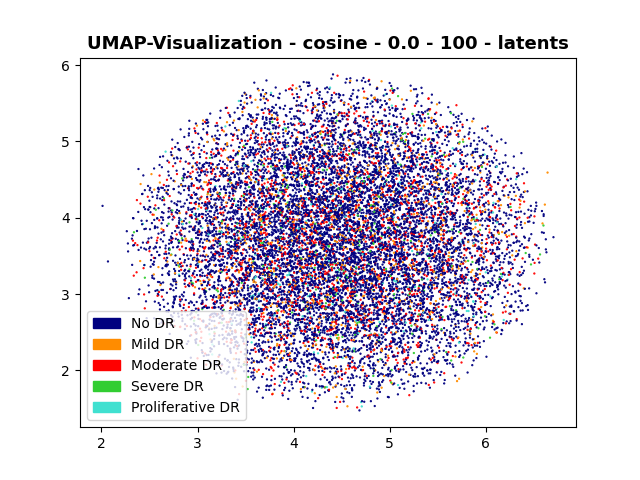 UMAP-Visualization - cosine - 0.0 - 100 - latents
6
5
4
3
2
No DR
Mild DR
Moderate DR
Severe DR
Proliferative DR
2 3 4 5 6